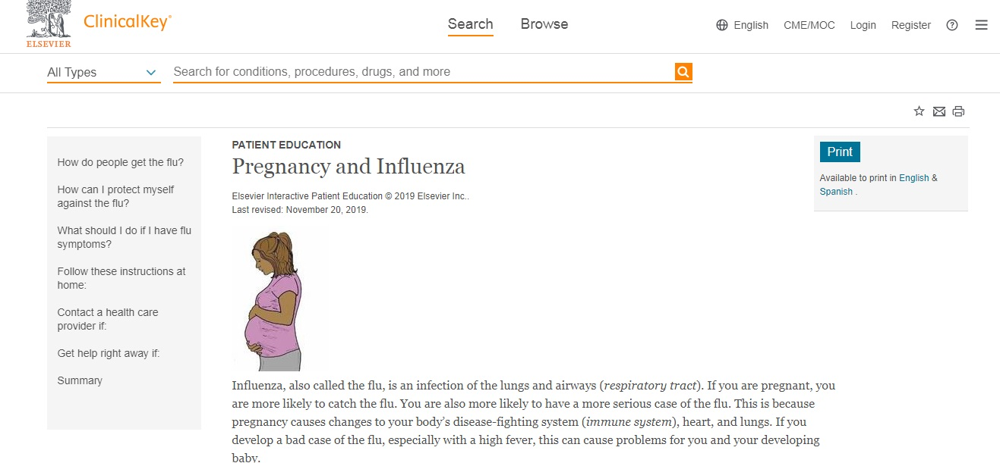 ELSEVIER
ClinicalKey®
Search
Browse
English
CME/MOC
Login
Register
?
All Types
Search for conditions, procedures, drugs, and more
How do people get the flu?
How can I protect myself
against the flu?
What should I do if I have flu
symptoms?
Follow these instructions at
home:
Contact a health care
provider if:
Get help right away if:
Summary
PATIENT EDUCATION
Pregnancy and Influenza
Elsevier Interactive Patient Education © 2019 Elsevier Inc..
Last revised: November 20, 2019.
Influenza, also called the flu, is an infection of the lungs and airways (respiratory tract). If you are pregnant, you
are more likely to catch the flu. You are also more likely to have a more serious case of the flu. This is because
pregnancy causes changes to your body’s disease-fighting system (immune system), heart, and lungs. If you
develop a bad case of the flu, especially with a high fever, this can cause problems for you and your developing
baby.
Print
Available to print in English &
Spanish .